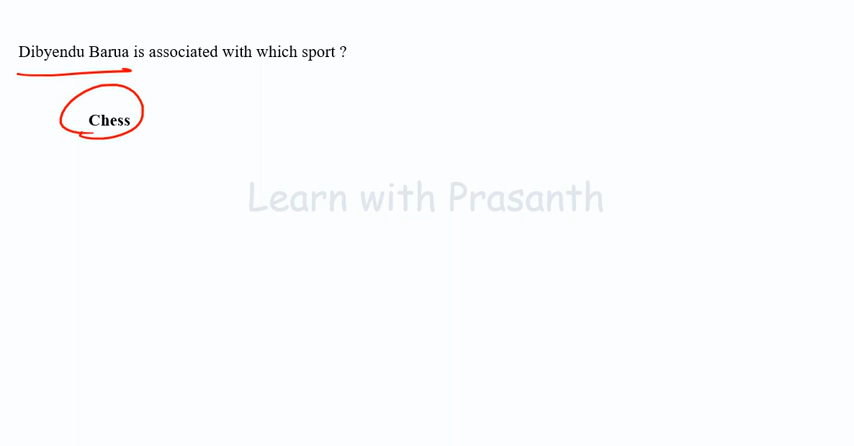 Dibyendu Barua is associated with which sport ?
Chess
Learn with Prasanth